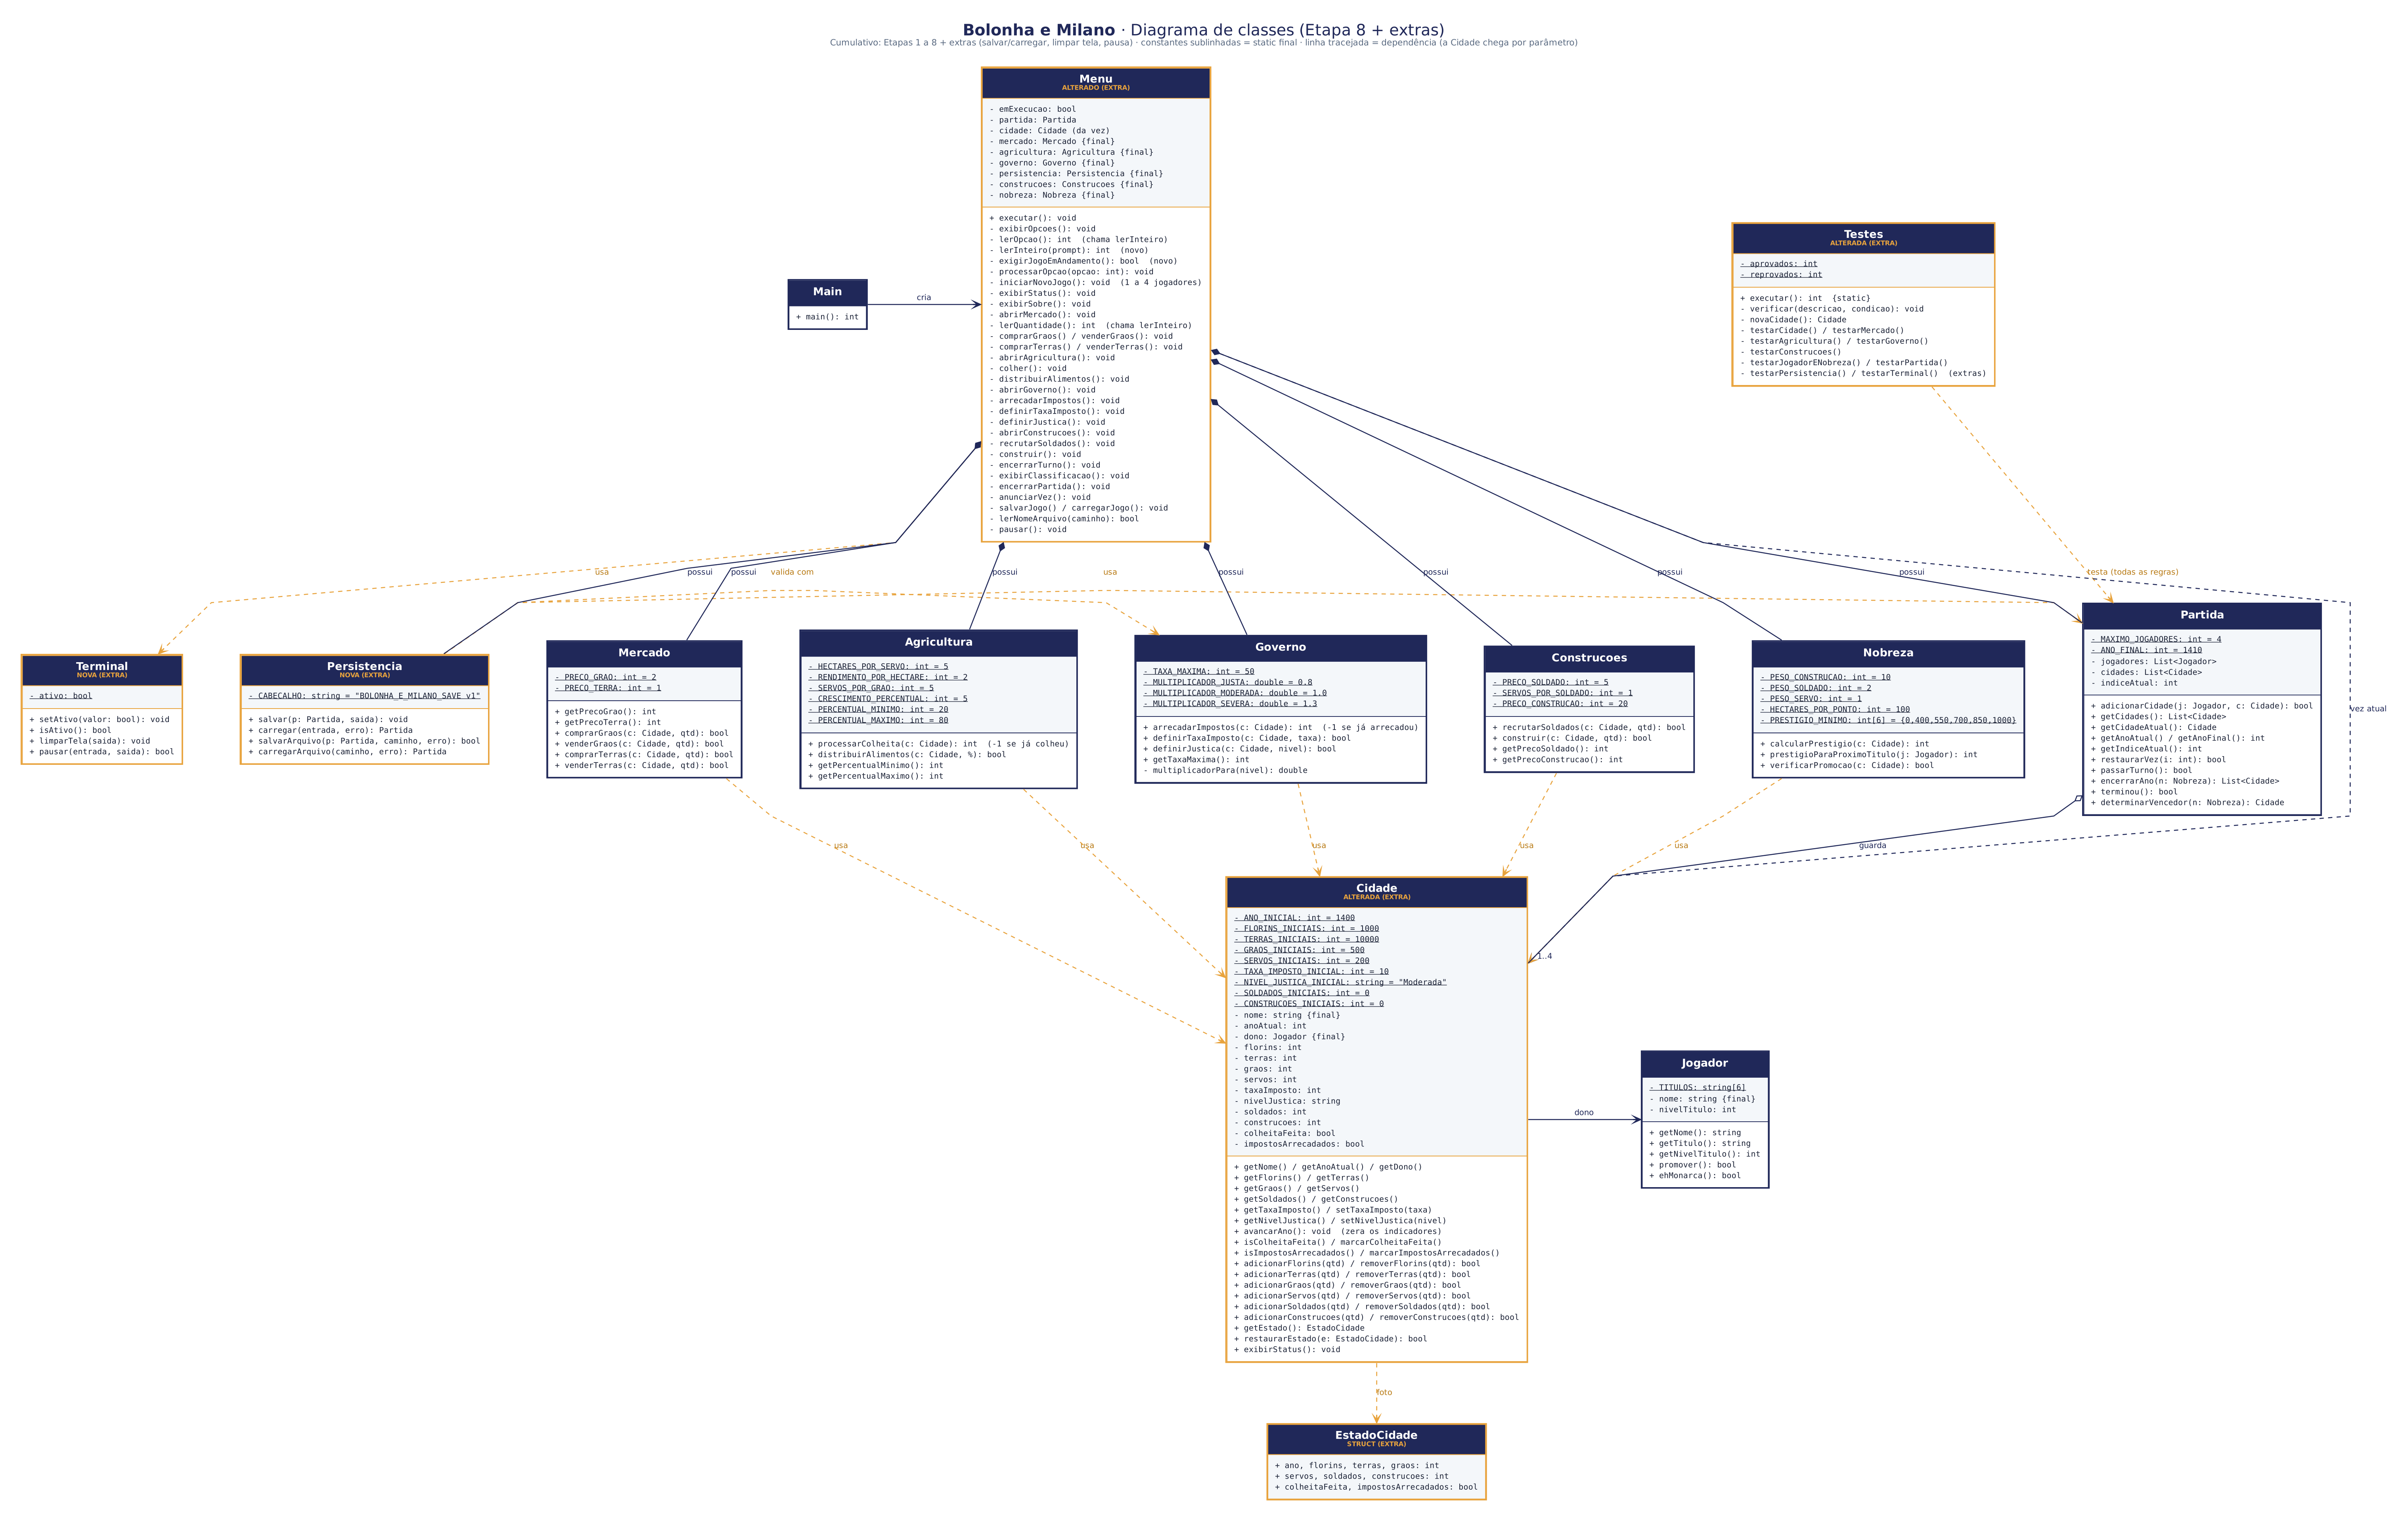 Bolonha e Milano · Diagrama de classes (Etapa 8 + extras)
Cumulativo: Etapas 1 a 8 + extras (salvar/carregar, limpar tela, pausa) · constantes sublinhadas = static final · linha tracejada = dependência (a Cidade chega por parâmetro)
Menu
ALTERADO (EXTRA)
- emExecucao: bool
- partida: Partida
- cidade: Cidade (da vez)
- mercado: Mercado {final}
- agricultura: Agricultura {final}
- governo: Governo {final}
- persistencia: Persistencia {final}
- construcoes: Construcoes {final}
- nobreza: Nobreza {final}
+ executar(): void
- exibirOpcoes(): void
- lerOpcao(): int  (chama lerInteiro)
- lerInteiro(prompt): int  (novo)
- exigirJogoEmAndamento(): bool  (novo)
- processarOpcao(opcao: int): void
- iniciarNovoJogo(): void  (1 a 4 jogadores)
- exibirStatus(): void
- exibirSobre(): void
- abrirMercado(): void
- lerQuantidade(): int  (chama lerInteiro)
- comprarGraos() / venderGraos(): void
- comprarTerras() / venderTerras(): void
- abrirAgricultura(): void
- colher(): void
- distribuirAlimentos(): void
- abrirGoverno(): void
- arrecadarImpostos(): void
- definirTaxaImposto(): void
- definirJustica(): void
- abrirConstrucoes(): void
- recrutarSoldados(): void
- construir(): void
- encerrarTurno(): void
- exibirClassificacao(): void
- encerrarPartida(): void
- anunciarVez(): void
- salvarJogo() / carregarJogo(): void
- lerNomeArquivo(caminho): bool
- pausar(): void
Main
+ main(): int
cria
Testes
ALTERADA (EXTRA)
- aprovados: int
- reprovados: int
+ executar(): int  {static}
- verificar(descricao, condicao): void
- novaCidade(): Cidade
- testarCidade() / testarMercado()
- testarAgricultura() / testarGoverno()
- testarConstrucoes()
- testarJogadorENobreza() / testarPartida()
- testarPersistencia() / testarTerminal()  (extras)
usa
possui
possui
valida com
possui
usa
possui
possui
possui
possui
testa (todas as regras)
Terminal
NOVA (EXTRA)
- ativo: bool
+ setAtivo(valor: bool): void
+ isAtivo(): bool
+ limparTela(saida): void
+ pausar(entrada, saida): bool
Persistencia
NOVA (EXTRA)
- CABECALHO: string = "BOLONHA_E_MILANO_SAVE v1"
+ salvar(p: Partida, saida): void
+ carregar(entrada, erro): Partida
+ salvarArquivo(p: Partida, caminho, erro): bool
+ carregarArquivo(caminho, erro): Partida
Mercado
- PRECO_GRAO: int = 2
- PRECO_TERRA: int = 1
+ getPrecoGrao(): int
+ getPrecoTerra(): int
+ comprarGraos(c: Cidade, qtd): bool
+ venderGraos(c: Cidade, qtd): bool
+ comprarTerras(c: Cidade, qtd): bool
+ venderTerras(c: Cidade, qtd): bool
Agricultura
- HECTARES_POR_SERVO: int = 5
- RENDIMENTO_POR_HECTARE: int = 2
- SERVOS_POR_GRAO: int = 5
- CRESCIMENTO_PERCENTUAL: int = 5
- PERCENTUAL_MINIMO: int = 20
- PERCENTUAL_MAXIMO: int = 80
+ processarColheita(c: Cidade): int  (-1 se já colheu)
+ distribuirAlimentos(c: Cidade, %): bool
+ getPercentualMinimo(): int
+ getPercentualMaximo(): int
Governo
- TAXA_MAXIMA: int = 50
- MULTIPLICADOR_JUSTA: double = 0.8
- MULTIPLICADOR_MODERADA: double = 1.0
- MULTIPLICADOR_SEVERA: double = 1.3
+ arrecadarImpostos(c: Cidade): int  (-1 se já arrecadou)
+ definirTaxaImposto(c: Cidade, taxa): bool
+ definirJustica(c: Cidade, nivel): bool
+ getTaxaMaxima(): int
- multiplicadorPara(nivel): double
Construcoes
- PRECO_SOLDADO: int = 5
- SERVOS_POR_SOLDADO: int = 1
- PRECO_CONSTRUCAO: int = 20
+ recrutarSoldados(c: Cidade, qtd): bool
+ construir(c: Cidade, qtd): bool
+ getPrecoSoldado(): int
+ getPrecoConstrucao(): int
Nobreza
- PESO_CONSTRUCAO: int = 10
- PESO_SOLDADO: int = 2
- PESO_SERVO: int = 1
- HECTARES_POR_PONTO: int = 100
- PRESTIGIO_MINIMO: int[6] = {0,400,550,700,850,1000}
+ calcularPrestigio(c: Cidade): int
+ prestigioParaProximoTitulo(j: Jogador): int
+ verificarPromocao(c: Cidade): bool
Partida
- MAXIMO_JOGADORES: int = 4
- ANO_FINAL: int = 1410
- jogadores: List<Jogador>
- cidades: List<Cidade>
- indiceAtual: int
+ adicionarCidade(j: Jogador, c: Cidade): bool
+ getCidades(): List<Cidade>
+ getCidadeAtual(): Cidade
+ getAnoAtual() / getAnoFinal(): int
+ getIndiceAtual(): int
+ restaurarVez(i: int): bool
+ passarTurno(): bool
+ encerrarAno(n: Nobreza): List<Cidade>
+ terminou(): bool
+ determinarVencedor(n: Nobreza): Cidade
vez atual
usa
usa
usa
usa
usa
guarda
Cidade
ALTERADA (EXTRA)
- ANO_INICIAL: int = 1400
- FLORINS_INICIAIS: int = 1000
- TERRAS_INICIAIS: int = 10000
- GRAOS_INICIAIS: int = 500
- SERVOS_INICIAIS: int = 200
- TAXA_IMPOSTO_INICIAL: int = 10
- NIVEL_JUSTICA_INICIAL: string = "Moderada"
- SOLDADOS_INICIAIS: int = 0
- CONSTRUCOES_INICIAIS: int = 0
- nome: string {final}
- anoAtual: int
- dono: Jogador {final}
- florins: int
- terras: int
- graos: int
- servos: int
- taxaImposto: int
- nivelJustica: string
- soldados: int
- construcoes: int
- colheitaFeita: bool
- impostosArrecadados: bool
+ getNome() / getAnoAtual() / getDono()
+ getFlorins() / getTerras()
+ getGraos() / getServos()
+ getSoldados() / getConstrucoes()
+ getTaxaImposto() / setTaxaImposto(taxa)
+ getNivelJustica() / setNivelJustica(nivel)
+ avancarAno(): void  (zera os indicadores)
+ isColheitaFeita() / marcarColheitaFeita()
+ isImpostosArrecadados() / marcarImpostosArrecadados()
+ adicionarFlorins(qtd) / removerFlorins(qtd): bool
+ adicionarTerras(qtd) / removerTerras(qtd): bool
+ adicionarGraos(qtd) / removerGraos(qtd): bool
+ adicionarServos(qtd) / removerServos(qtd): bool
+ adicionarSoldados(qtd) / removerSoldados(qtd): bool
+ adicionarConstrucoes(qtd) / removerConstrucoes(qtd): bool
+ getEstado(): EstadoCidade
+ restaurarEstado(e: EstadoCidade): bool
+ exibirStatus(): void
1..4
dono
Jogador
- TITULOS: string[6]
- nome: string {final}
- nivelTitulo: int
+ getNome(): string
+ getTitulo(): string
+ getNivelTitulo(): int
+ promover(): bool
+ ehMonarca(): bool
foto
EstadoCidade
STRUCT (EXTRA)
+ ano, florins, terras, graos: int
+ servos, soldados, construcoes: int
+ colheitaFeita, impostosArrecadados: bool